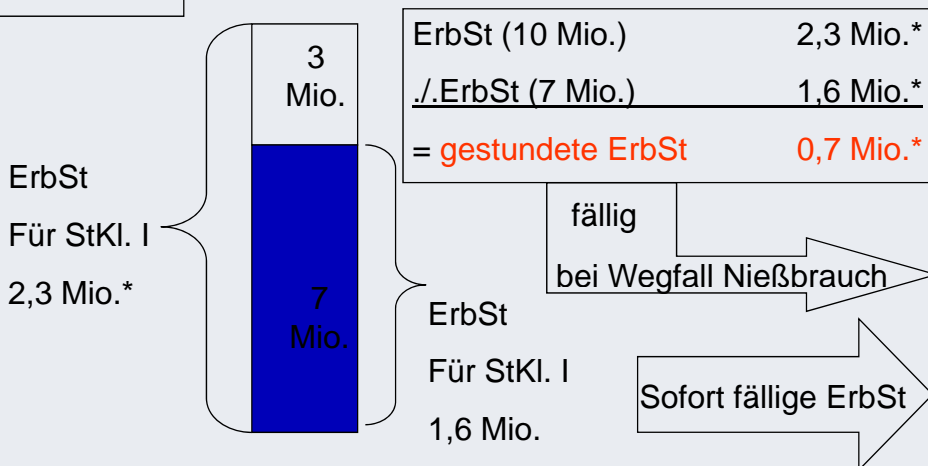 3
Mio.
ErbSt (10 Mio.) 2,3 Mio.*
./.ErbSt (7 Mio.) 1,6 Mio.*
= gestundete ErbSt 0,7 Mio.*
ErbSt
Für StKl. I
2,3 Mio.*
7
Mio.
fällig
bei Wegfall Nießbrauch
ErbSt
Für StKl. I
1,6 Mio.
Sofort fällige ErbSt